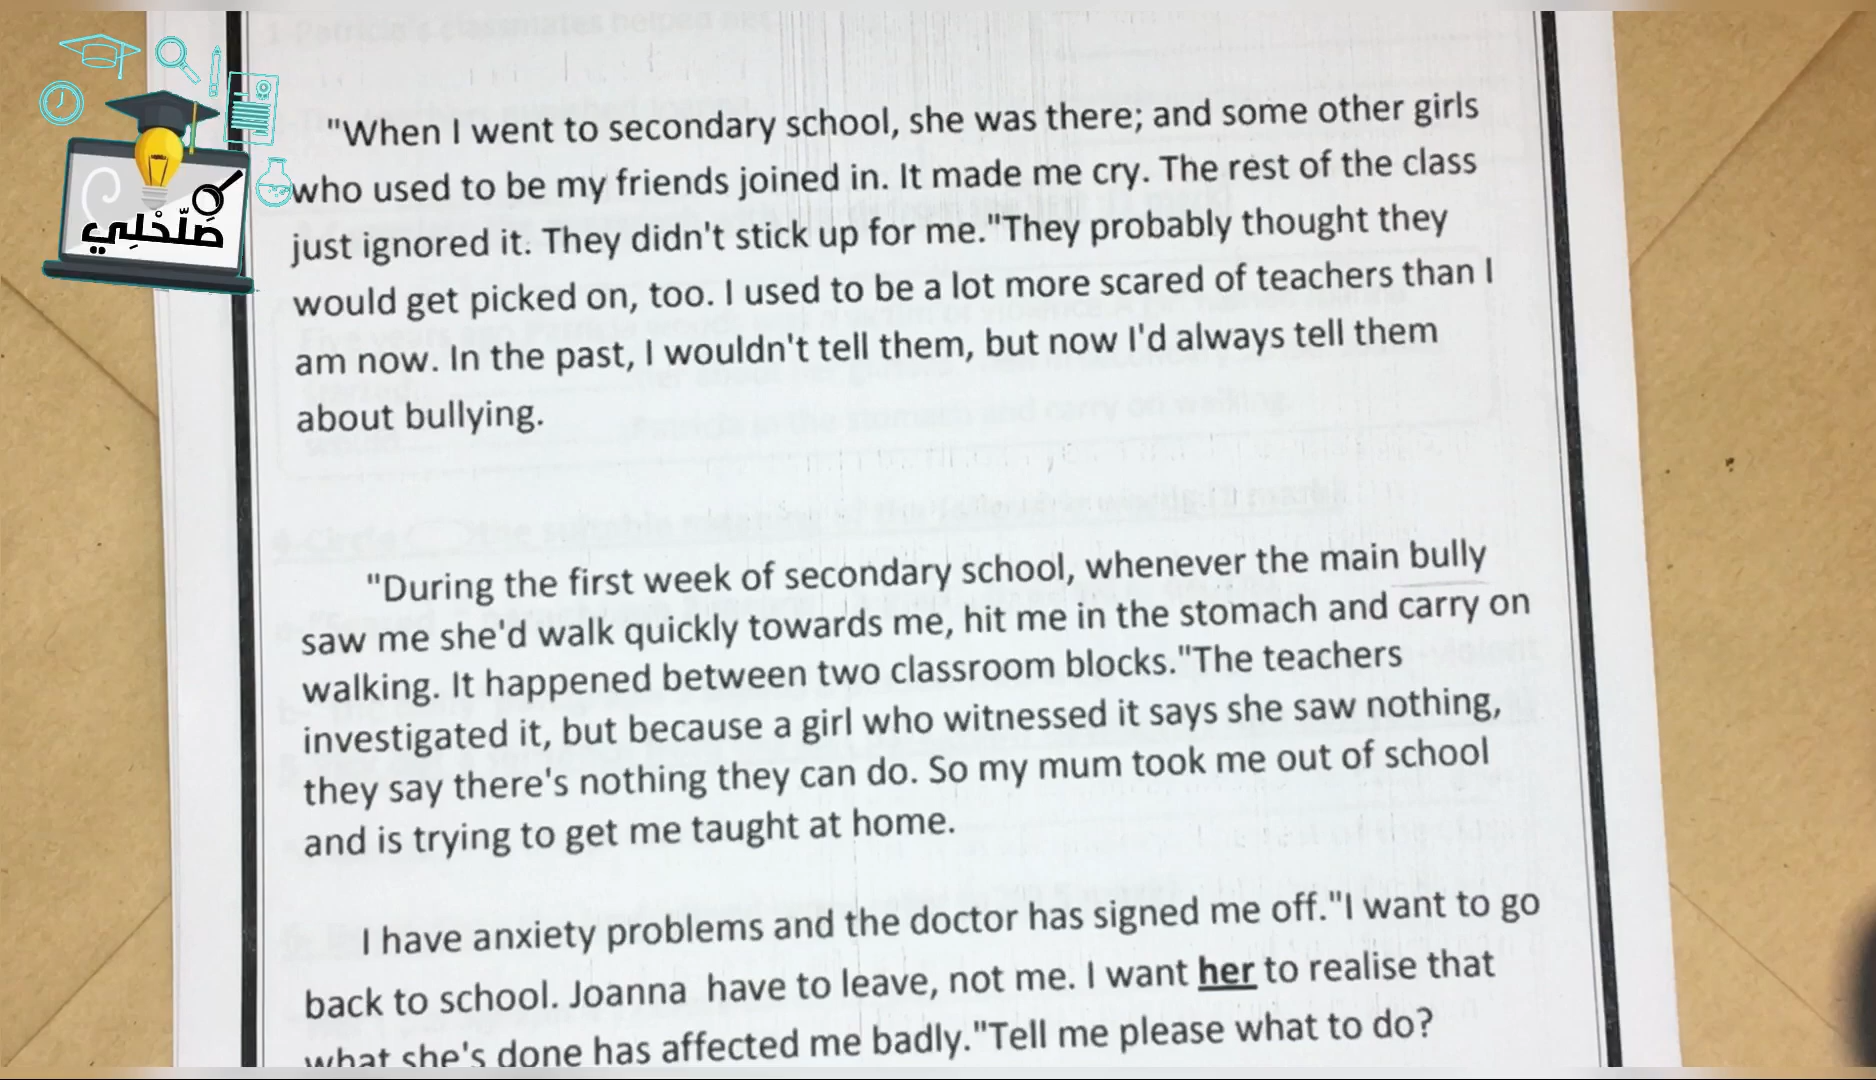 صَلّحْلِي
"When I went to secondary school, she was there; and some other girls
who used to be my friends joined in. It made me cry. The rest of the class
just ignored it. They didn't stick up for me."They probably thought they
would get picked on, too. I used to be a lot more scared of teachers than I
am now. In the past, I wouldn't tell them, but now I'd always tell them
about bullying.
"During the first week of secondary school, whenever the main bully
saw me she'd walk quickly towards me, hit me in the stomach and carry on
walking. It happened between two classroom blocks."The teachers
investigated it, but because a girl who witnessed it says she saw nothing,
they say there's nothing they can do. So my mum took me out of school
and is trying to get me taught at home.
I have anxiety problems and the doctor has signed me off."I want to go
back to school. Joanna have to leave, not me. I want her to realise that
what she's done has affected me badly."Tell me please what to do?